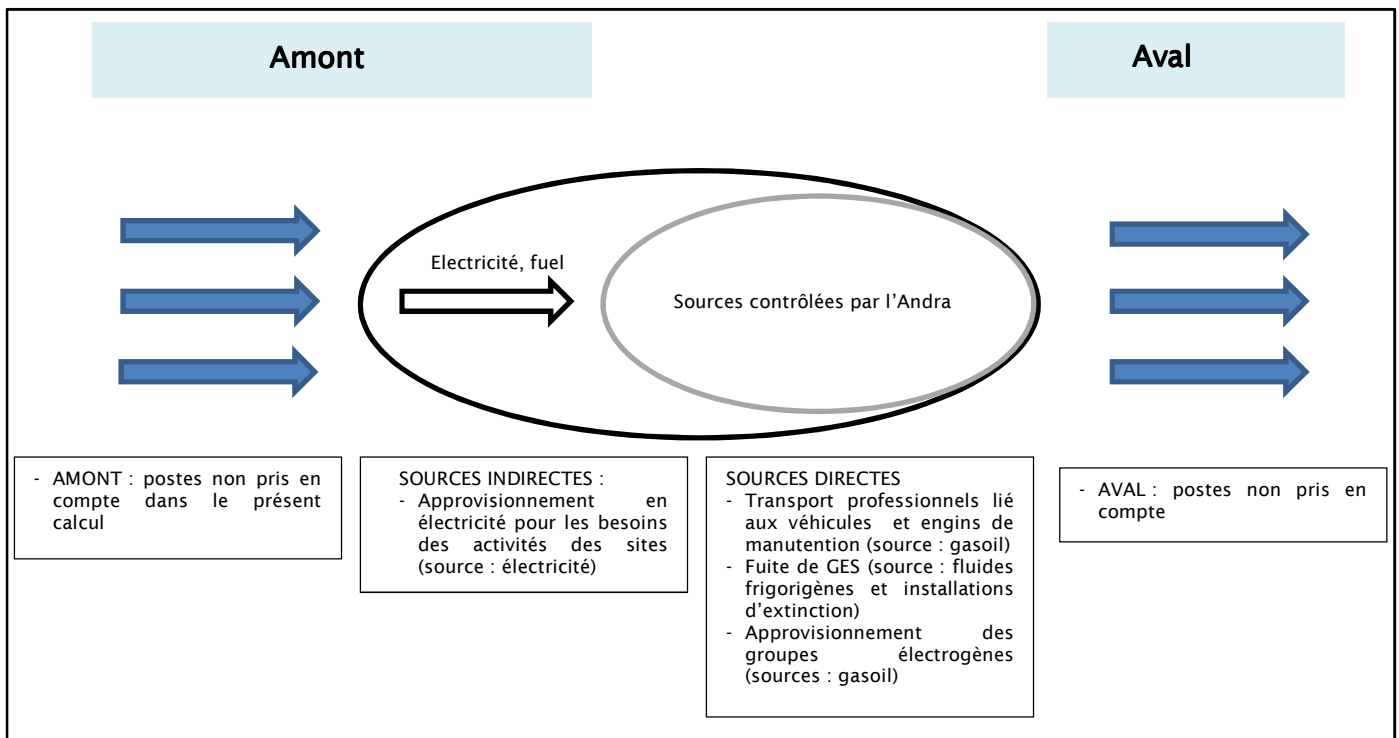 Amont
Aval
Electricité, fuel
Sources contrôlées par l’Andra
- AMONT : postes non pris en
compte dans le présent
calcul
SOURCES INDIRECTES :
- Approvisionnement en
électricité pour les besoins
des activités des sites
(source : électricité)
SOURCES DIRECTES
- Transport professionnels lié
aux véhicules et engins de
manutention (source : gasoil)
- Fuite de GES (source : fluides
frigorigènes et installations
d’extinction)
- Approvisionnement des
groupes électrogènes
(sources : gasoil)
- AVAL : postes non pris en
compte